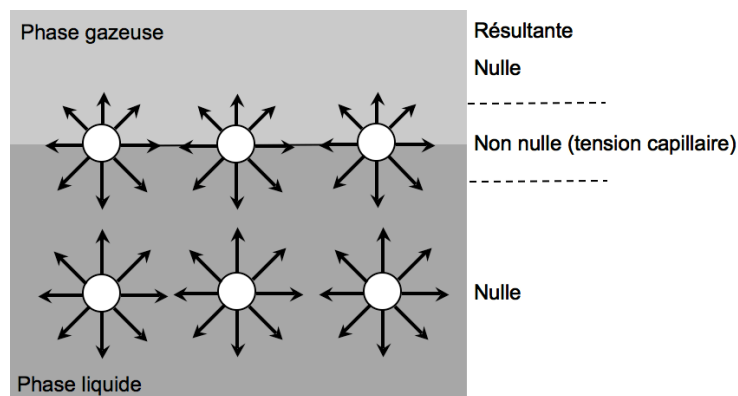 Phase gazeuse
Résultante
Nulle
Non nulle (tension capillaire)
Nulle
Phase liquide